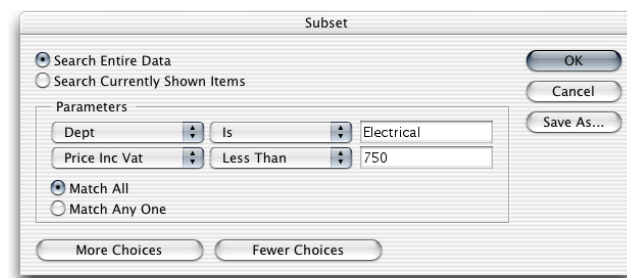 Subset
Search Entire Data
Search Currently Shown Items
OK
Cancel
Save As...
Parameters
Dept Is Electrical
Price Inc Vat Less Than 750
Match All
Match Any One
More Choices Fewer Choices